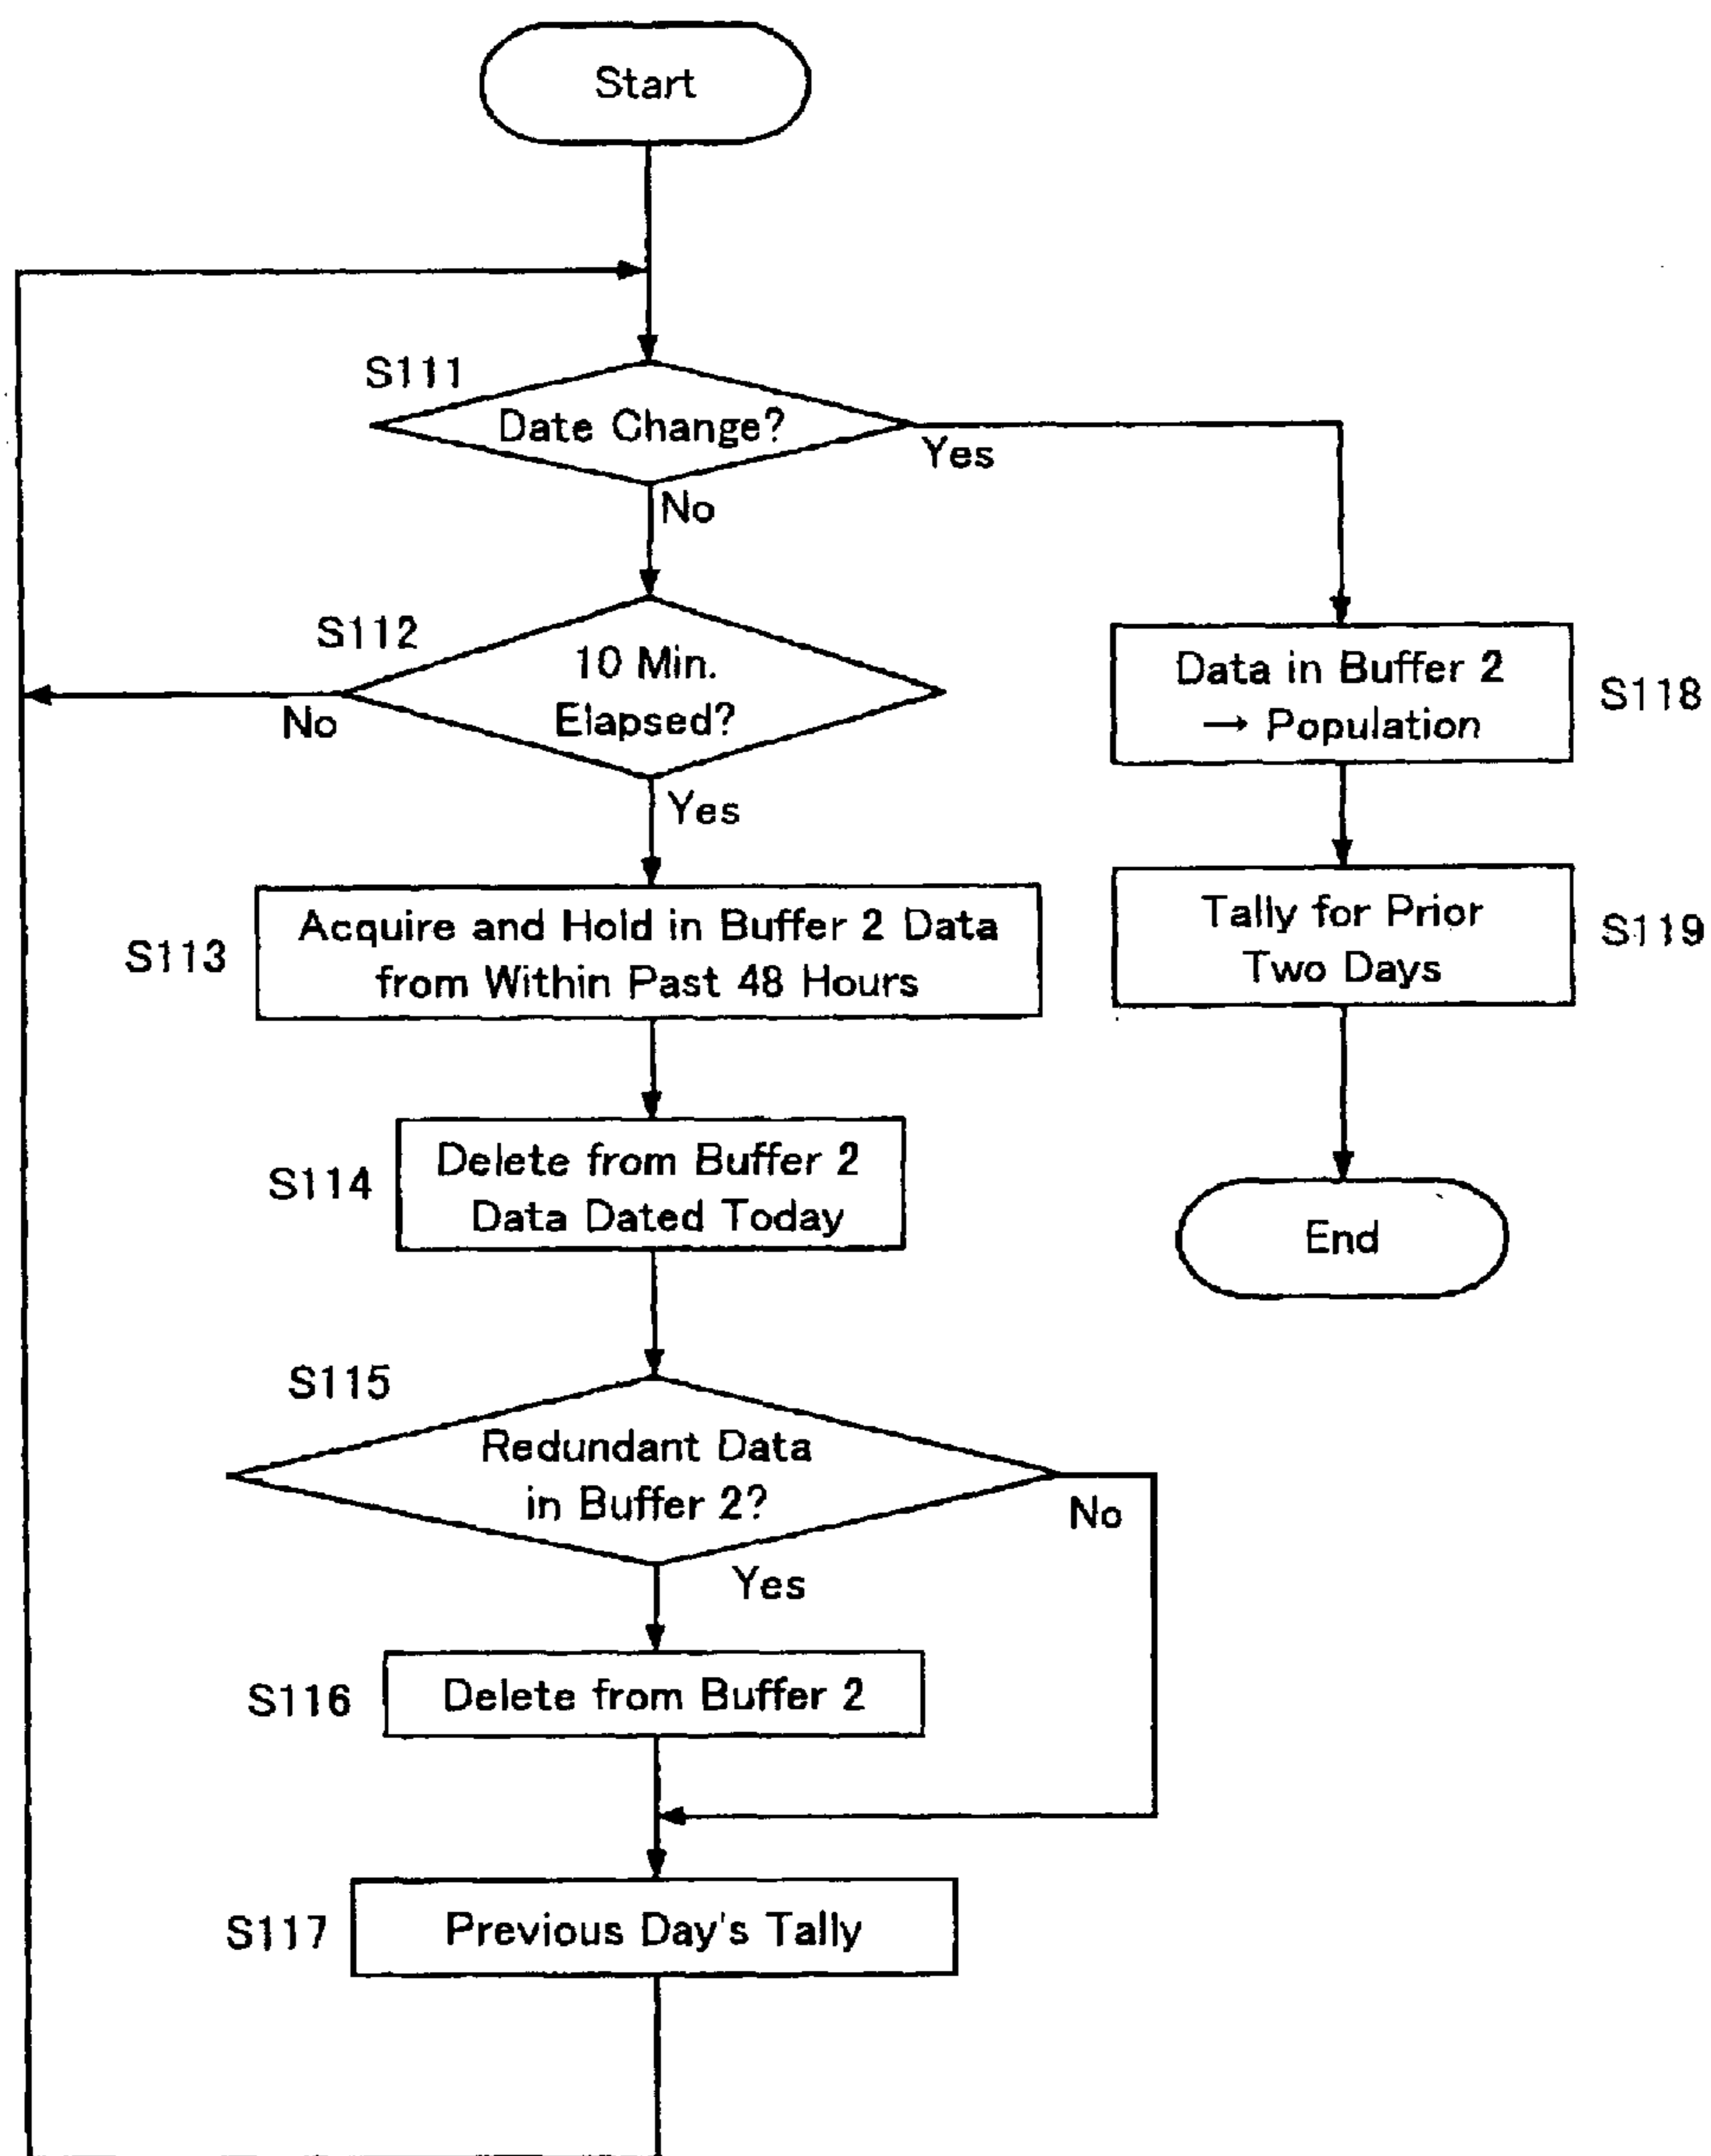 Start
S111
Date Change?
Yes
No
S112
10 Min.
Elapsed?
No
Yes
Data in Buffer 2
→ Population
S118
S113
Acquire and Hold in Buffer 2 Data
from Within Past 48 Hours
Tally for Prior
Two Days
S119
S114
Delete from Buffer 2
Data Dated Today
End
S115
Redundant Data
in Buffer 2?
No
Yes
S116
Delete from Buffer 2
S117
Previous Day's Tally